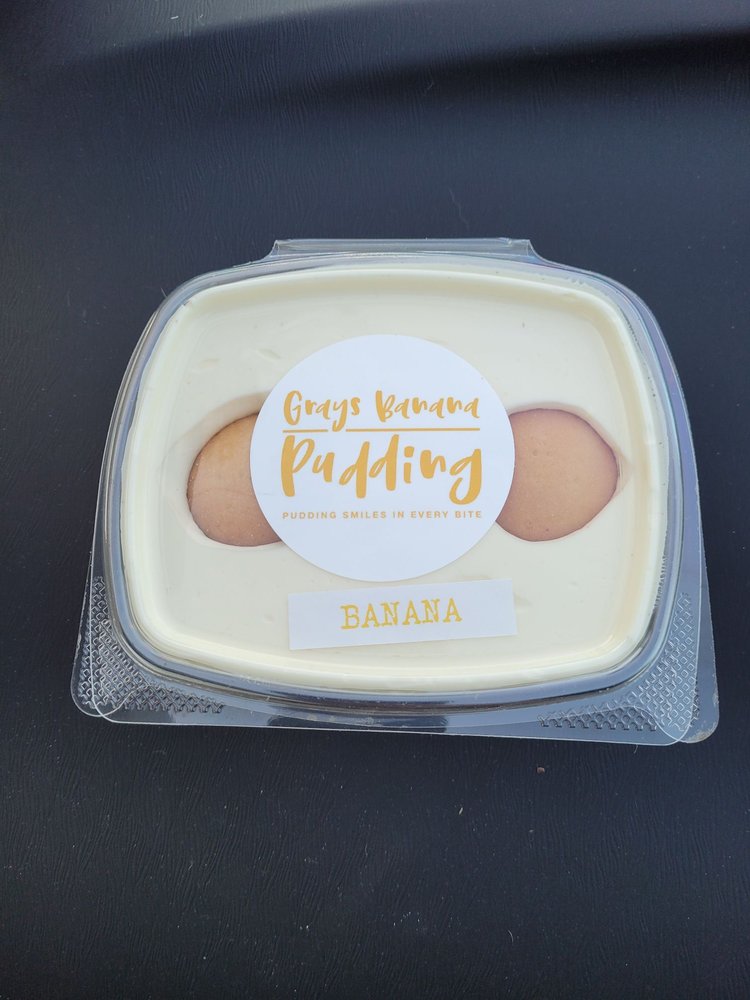 Grays Banana
Pudding
PUDDING SMILES IN EVERY BITE
BANANA